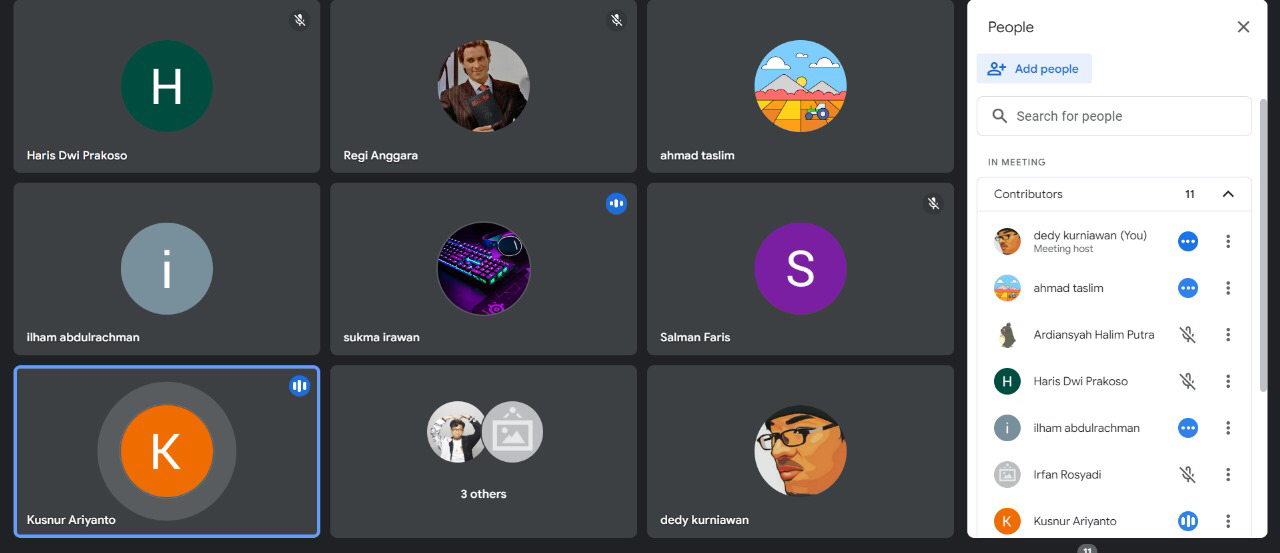 H
Haris Dwi Prakoso
Regi Anggara
ahmad taslim
i
ilham abdulrachman
sukma irawan
S
Salman Faris
K
Kusnur Ariyanto
3 others
dedy kurniawan
People
Add people
Search for people
IN MEETING
Contributors 11
dedy kurniawan (You)
Meeting host
ahmad taslim
Ardiansyah Halim Putra
H Haris Dwi Prakoso
i ilham abdulrachman
Irfan Rosyadi
K Kusnur Ariyanto
11